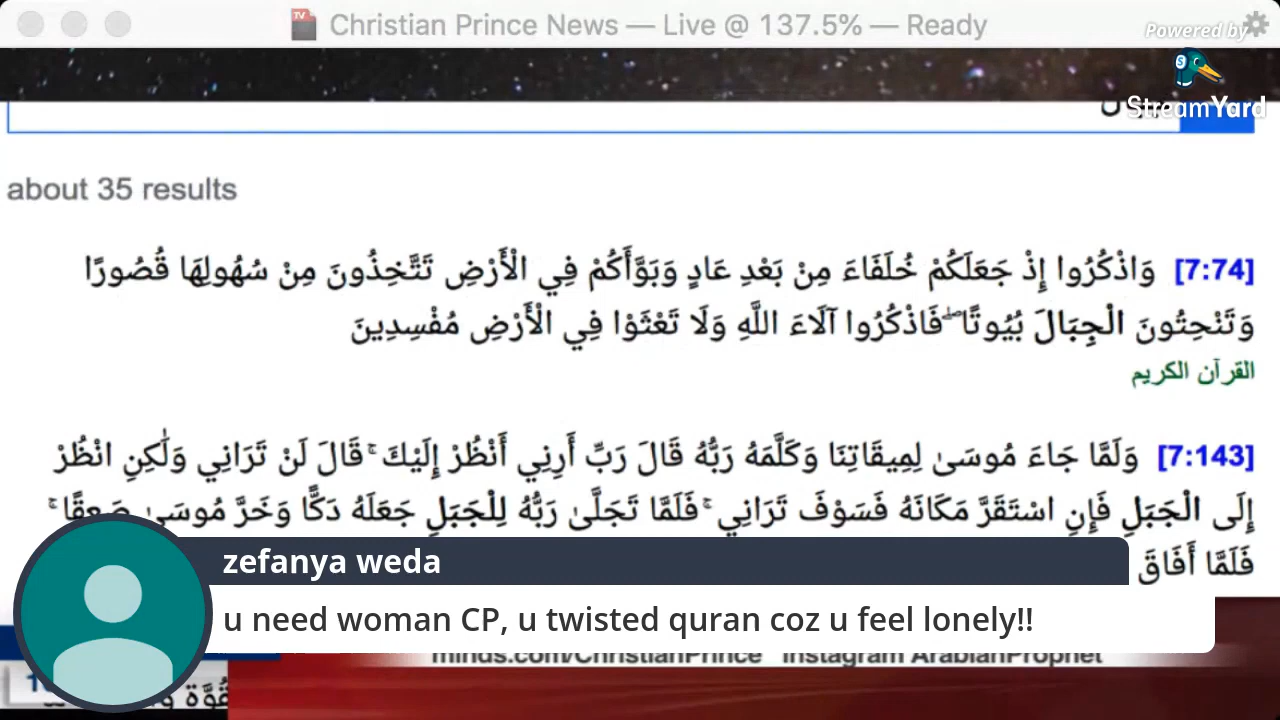 Christian Prince News — Live @ 137.5% — Ready
Powered by
StreamYard
about 35 results
[7:74] وَاذْكُرُوا إِذْ جَعَلَكُمْ خُلَفَاءَ مِنْ بَعْدِ عَادٍ وَبَوَّأَكُمْ فِي الْأَرْضِ تَتَّخِذُونَ مِنْ سُهُولِهَا قُصُورًا
وَتَنْحِتُونَ الْجِبَالَ بُيُوتًا ۖ فَاذْكُرُوا آلَاءَ اللَّهِ وَلَا تَعْثَوْا فِي الْأَرْضِ مُفْسِدِينَ
القرآن الكريم
[7:143] وَلَمَّا جَاءَ مُوسَىٰ لِمِيقَاتِنَا وَكَلَّمَهُ رَبُّهُ قَالَ رَبِّ أَرِنِي أَنْظُرْ إِلَيْكَ ۚ قَالَ لَنْ تَرَانِي وَلَٰكِنِ انْظُرْ
إِلَى الْجَبَلِ فَإِنِ اسْتَقَرَّ مَكَانَهُ فَسَوْفَ تَرَانِي ۚ فَلَمَّا تَجَلَّىٰ رَبُّهُ لِلْجَبَلِ جَعَلَهُ دَكًّا وَخَرَّ مُوسَىٰ صَعِقًا ۚ
فَلَمَّا أَفَاقَ
zefanya weda
u need woman CP, u twisted quran coz u feel lonely!!
minds.com/ChristianPrince Instagram ArabianProphet